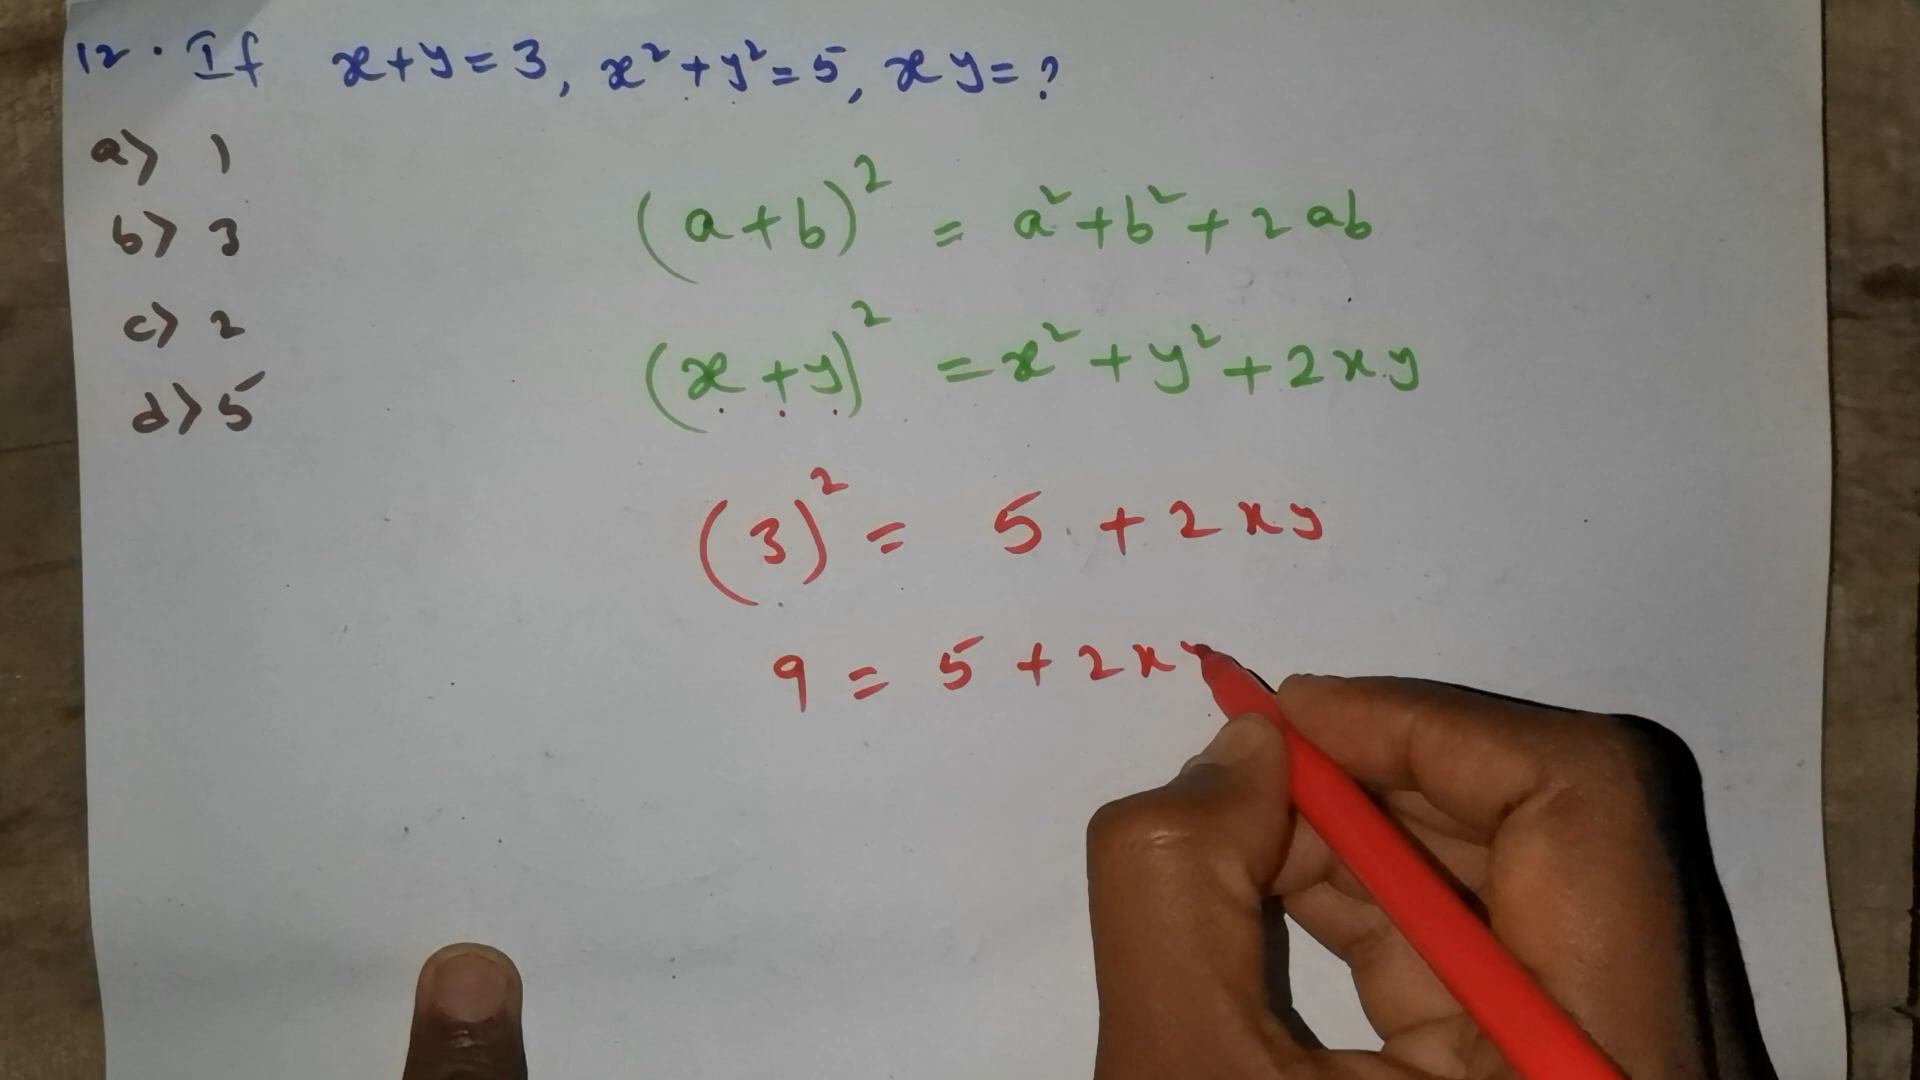 12. If x+y=3, x²+y²=5, xy=?
a> 1
b> 3
c> 2
d> 5
(a+b)² = a²+b²+2ab
(x+y)² = x²+y²+2xy
(3)² = 5 + 2xy
9 = 5 + 2xy